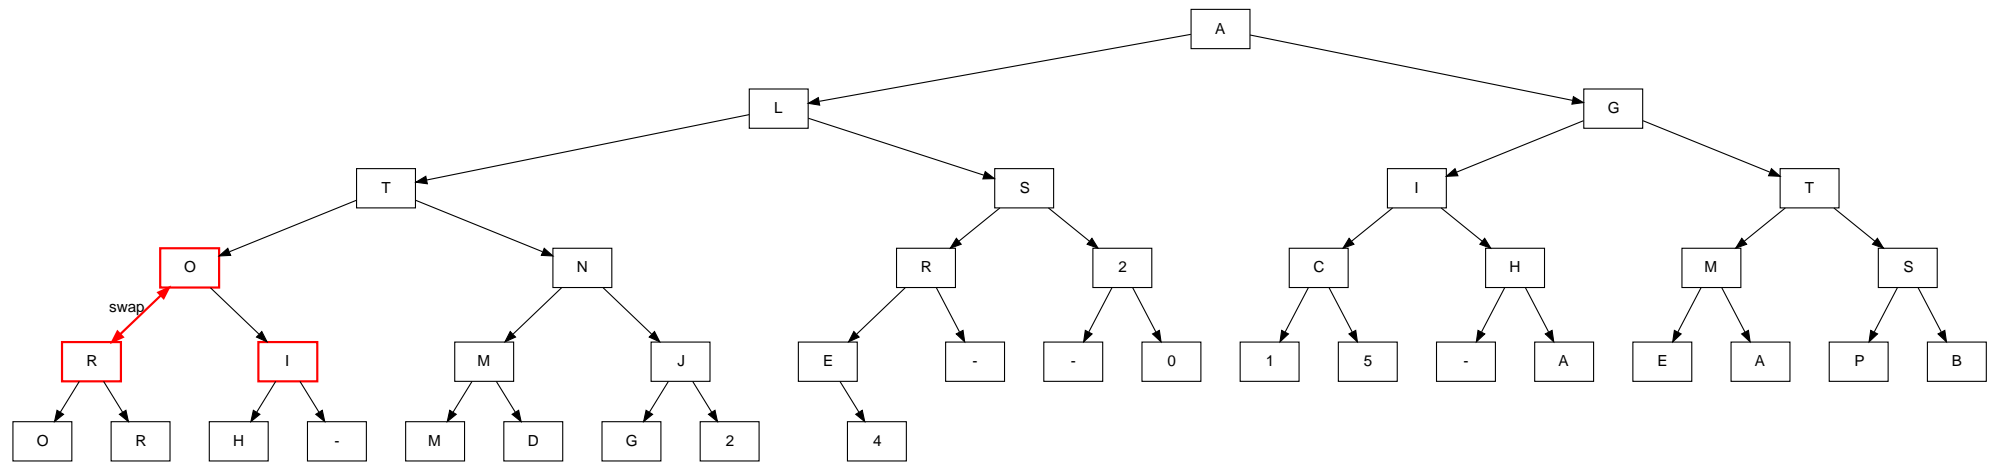 A
L G
T S I T
O N R 2 C H M S
swap
R I M J E - - 0 1 5 - A E A P B
O R H - M D G 2 4